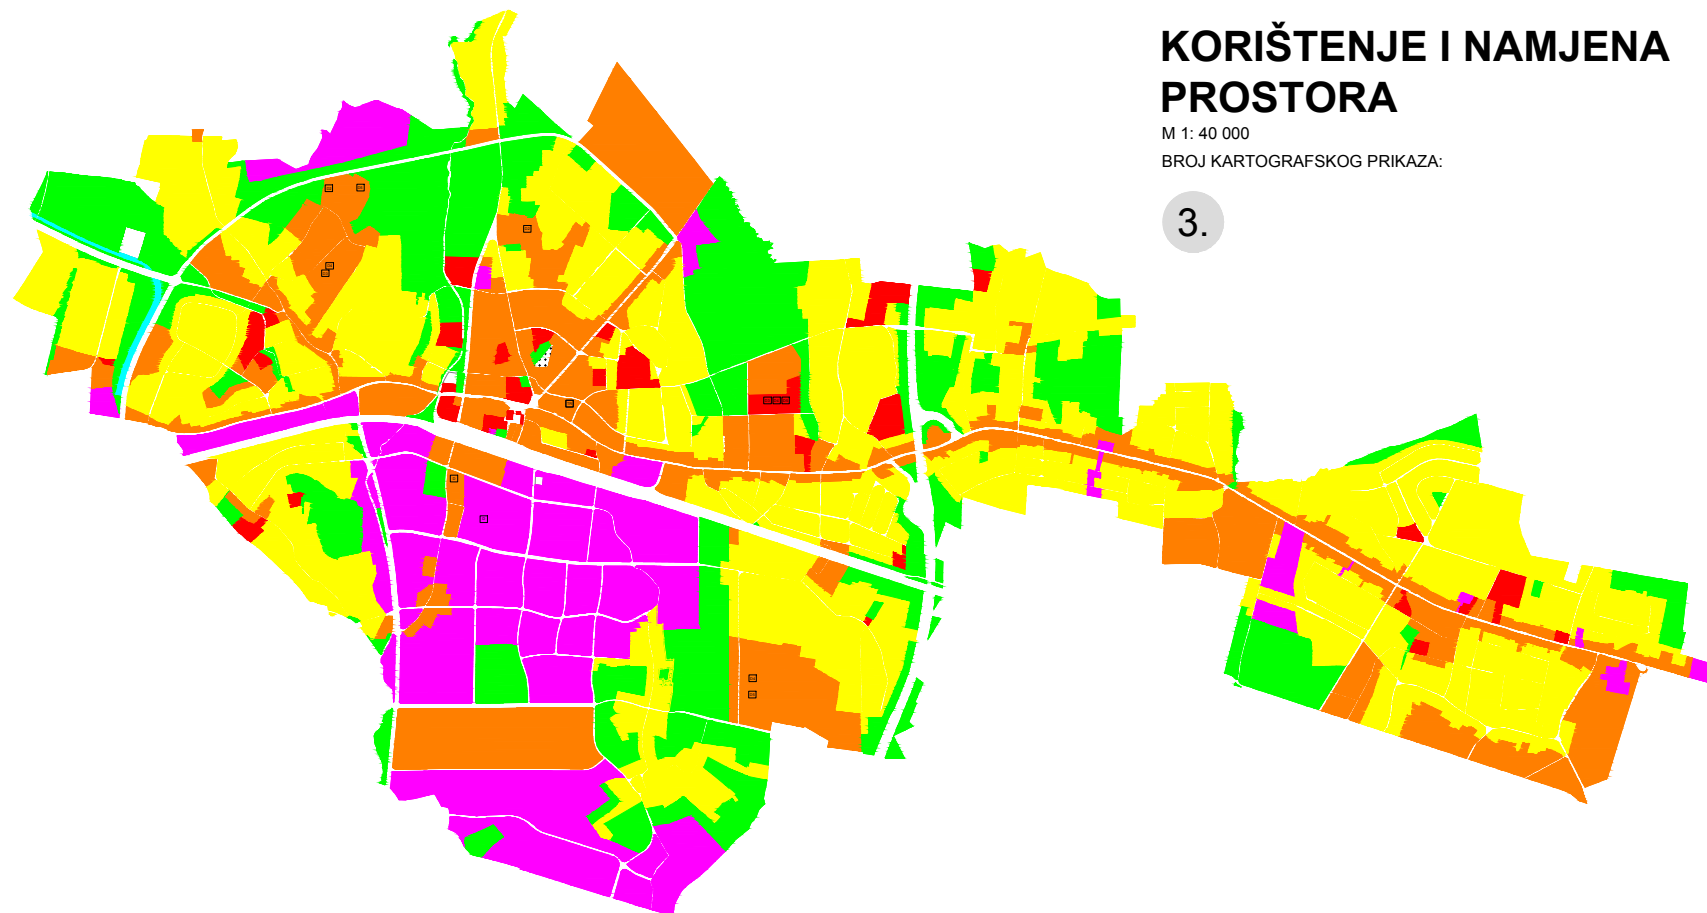 KORIŠTENJE I NAMJENA
PROSTORA
M 1: 40 000
BROJ KARTOGRAFSKOG PRIKAZA:
3.